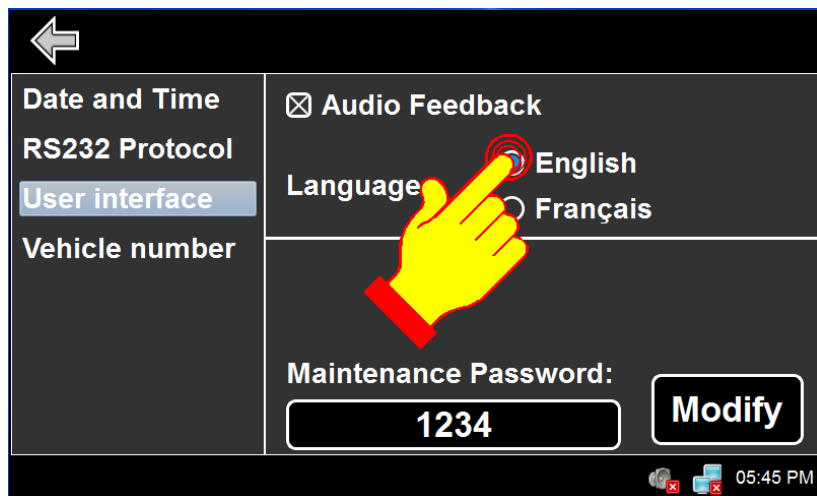 Date and Time
RS232 Protocol
User interface
Vehicle number
Audio Feedback
Language
English
Français
Maintenance Password:
1234
Modify
05:45 PM